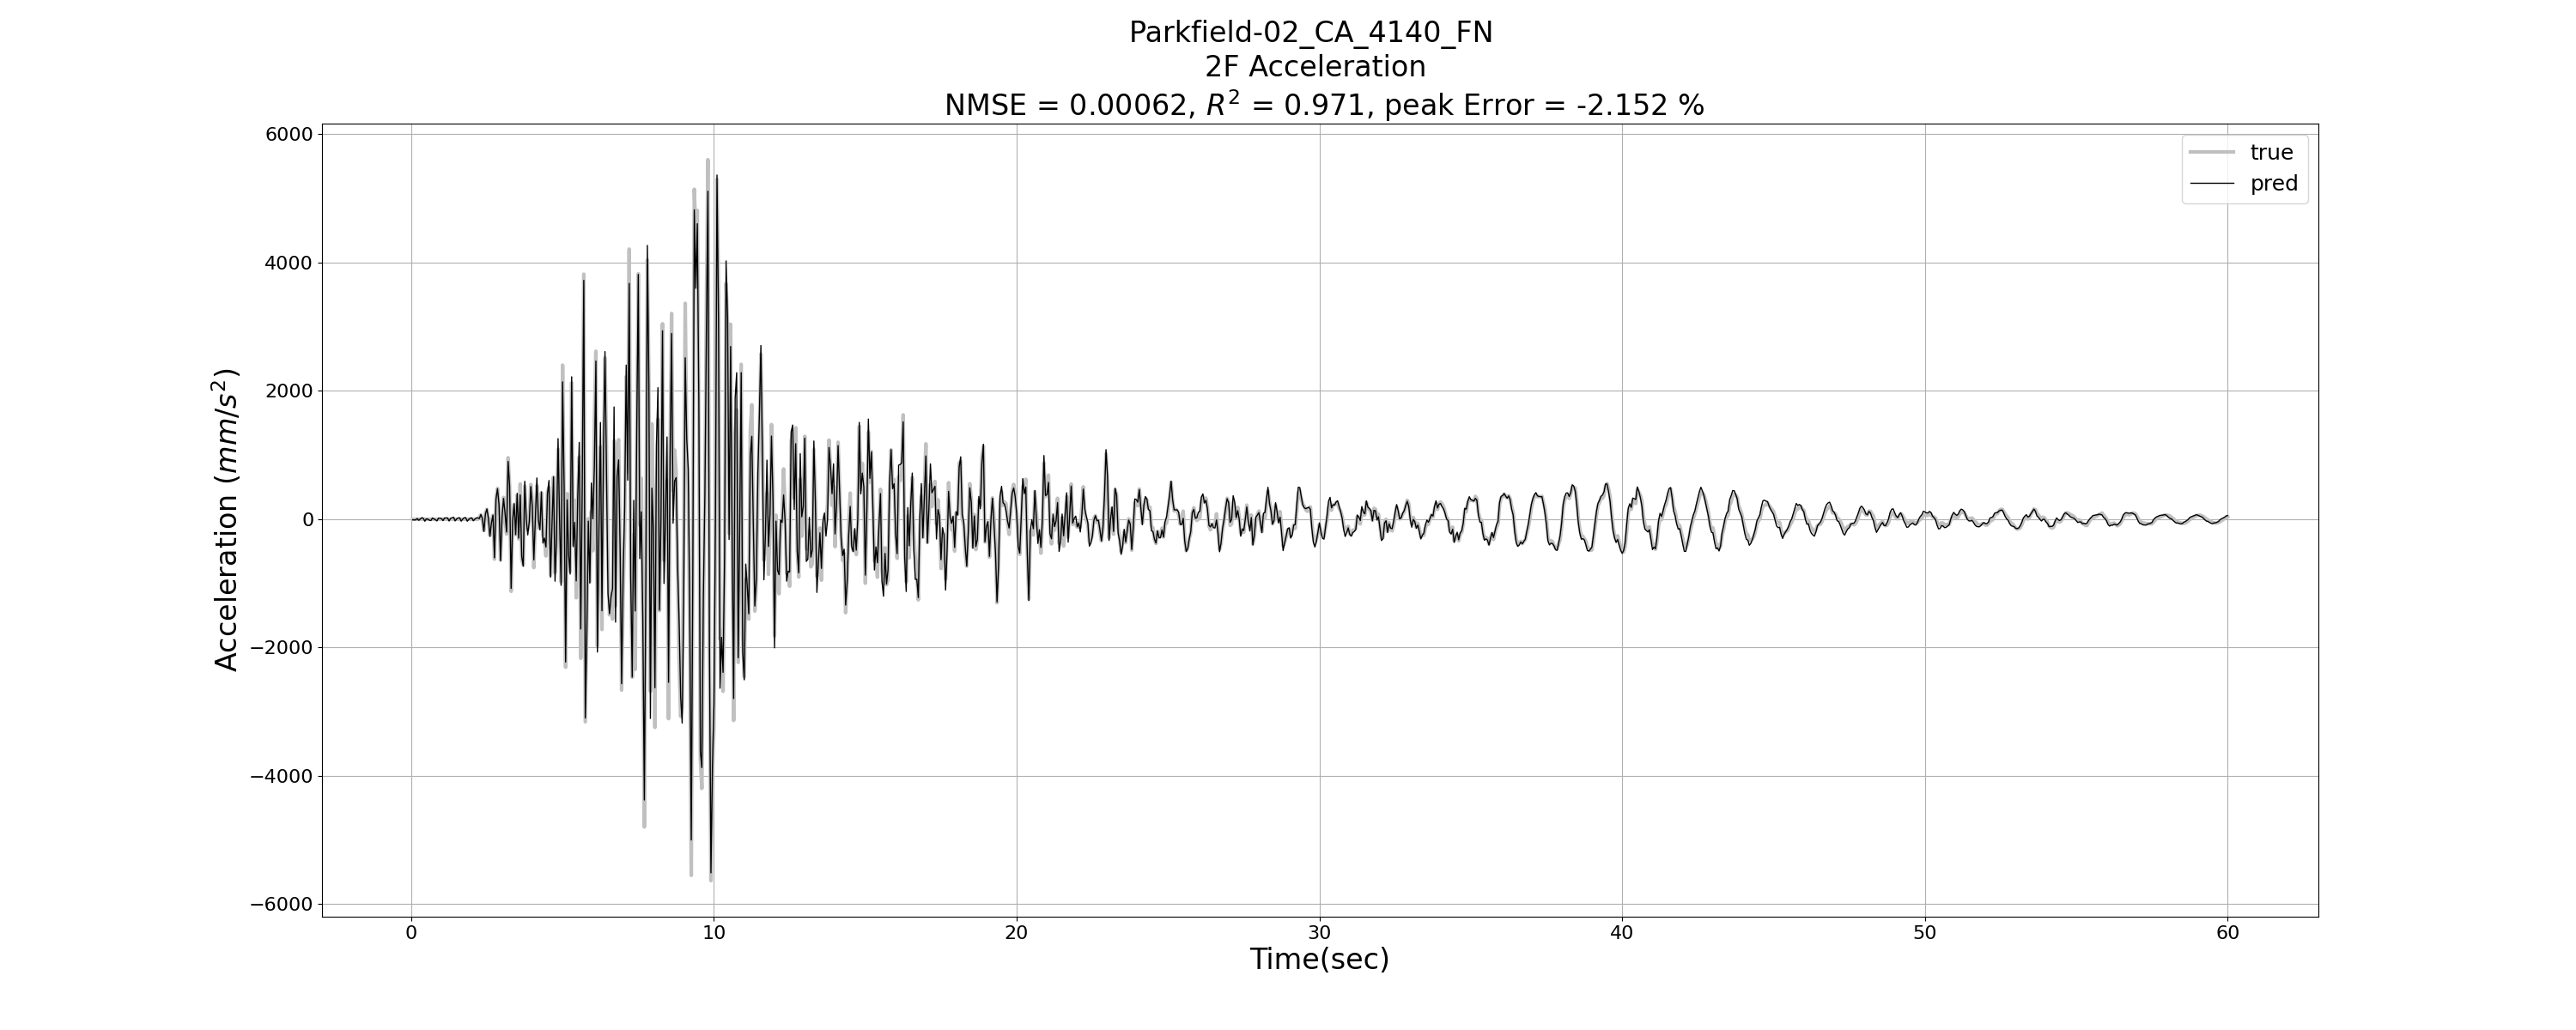 Parkfield-02_CA_4140_FN
2F Acceleration
NMSE = 0.00062, R² = 0.971, peak Error = -2.152 %
6000
4000
2000
0
−2000
−4000
−6000
Acceleration (mm/s²)
true
pred
0 10 20 30 40 50 60
Time(sec)